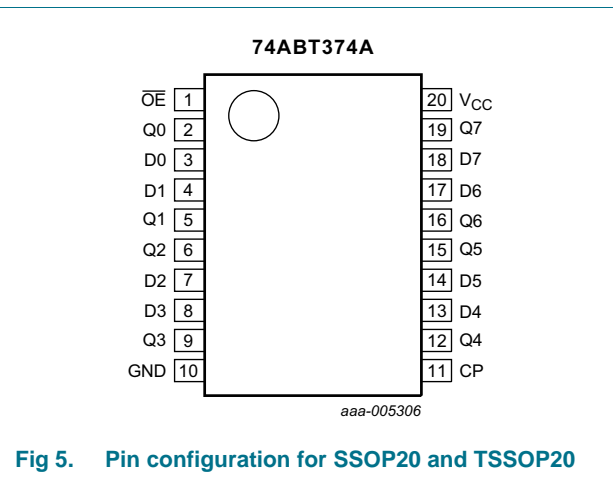 74ABT374A
OE 1 20 VCC
Q0 2 19 Q7
D0 3 18 D7
D1 4 17 D6
Q1 5 16 Q6
Q2 6 15 Q5
D2 7 14 D5
D3 8 13 D4
Q3 9 12 Q4
GND 10 11 CP
aaa-005306
Fig 5. Pin configuration for SSOP20 and TSSOP20